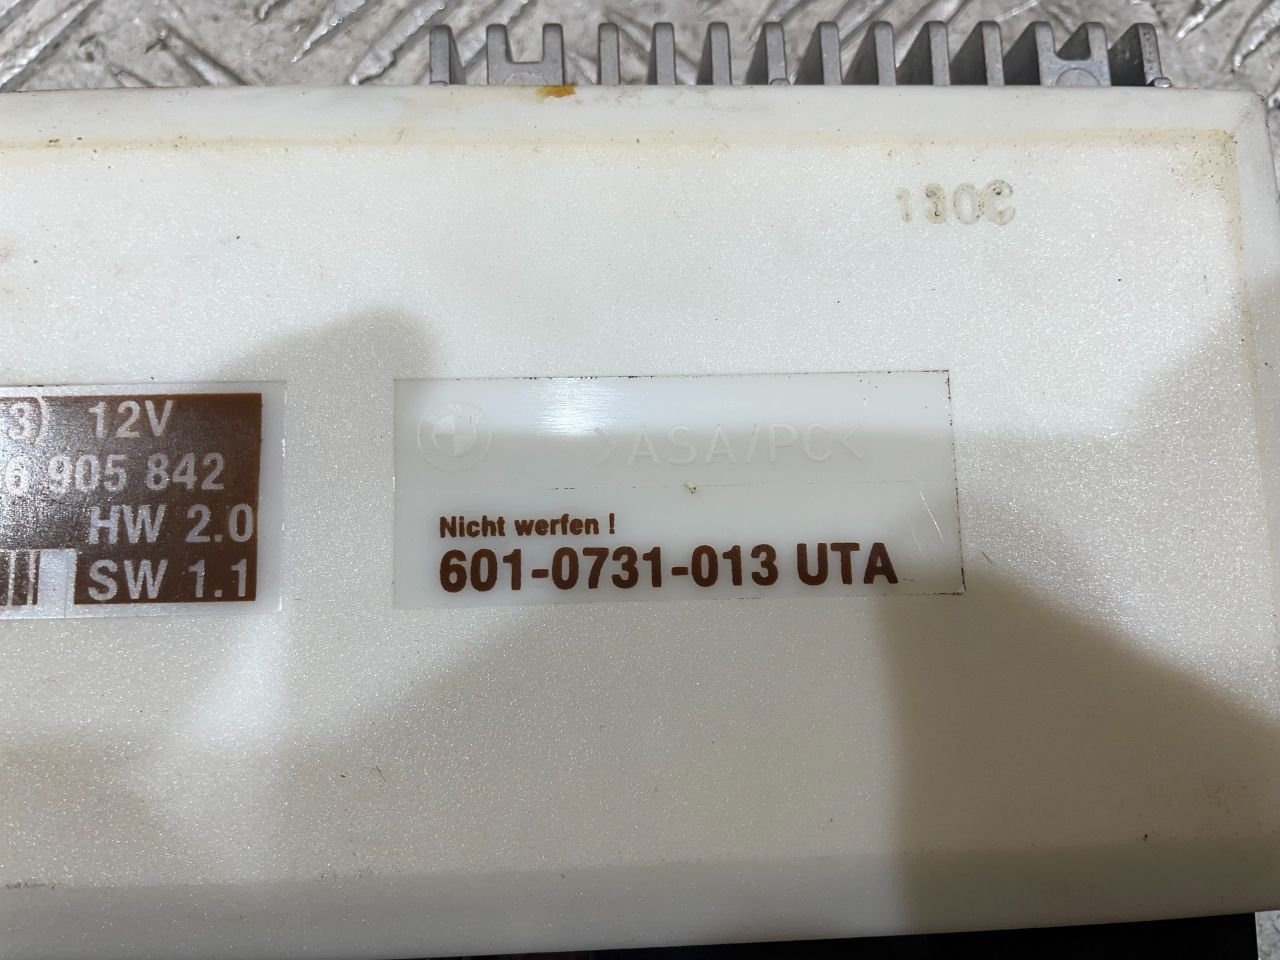 130C
3) 12V
6 905 842
HW 2.0
SW 1.1
>ASA/PC<
Nicht werfen !
601-0731-013 UTA